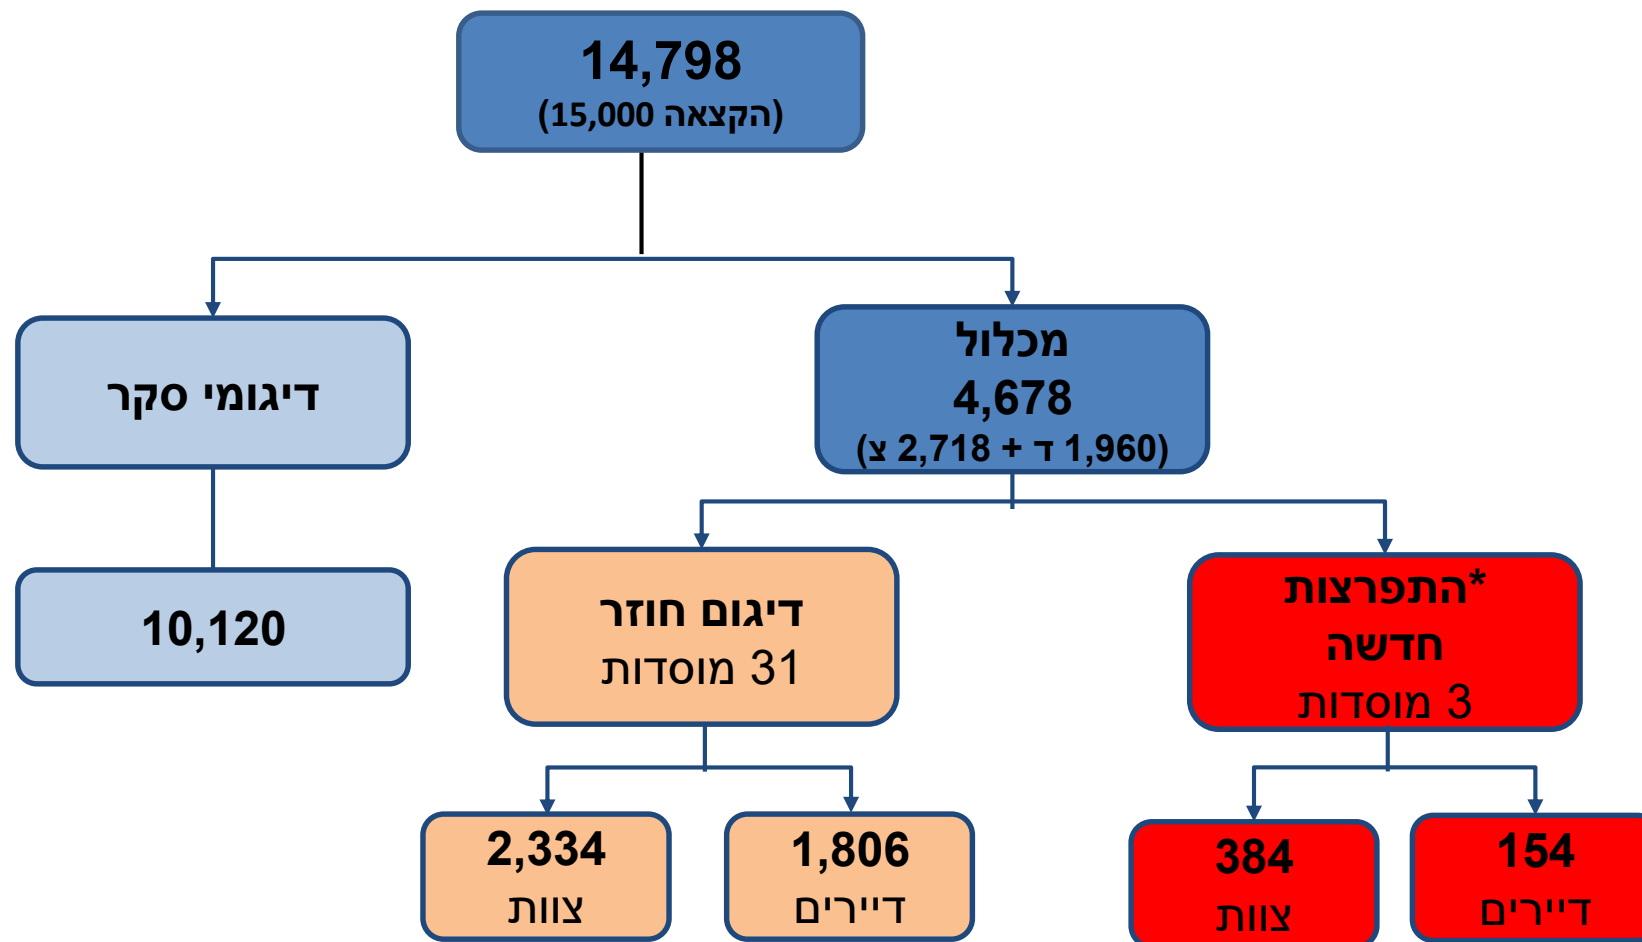 14,798
(הקצאה 15,000)
מכלול
4,678
(1,960 ד + 2,718 צ)
דיגומי סקר
10,120
*התפרצות
חדשה
3 מוסדות
דיגום חוזר
31 מוסדות
154
דיירים
384
צוות
1,806
דיירים
2,334
צוות